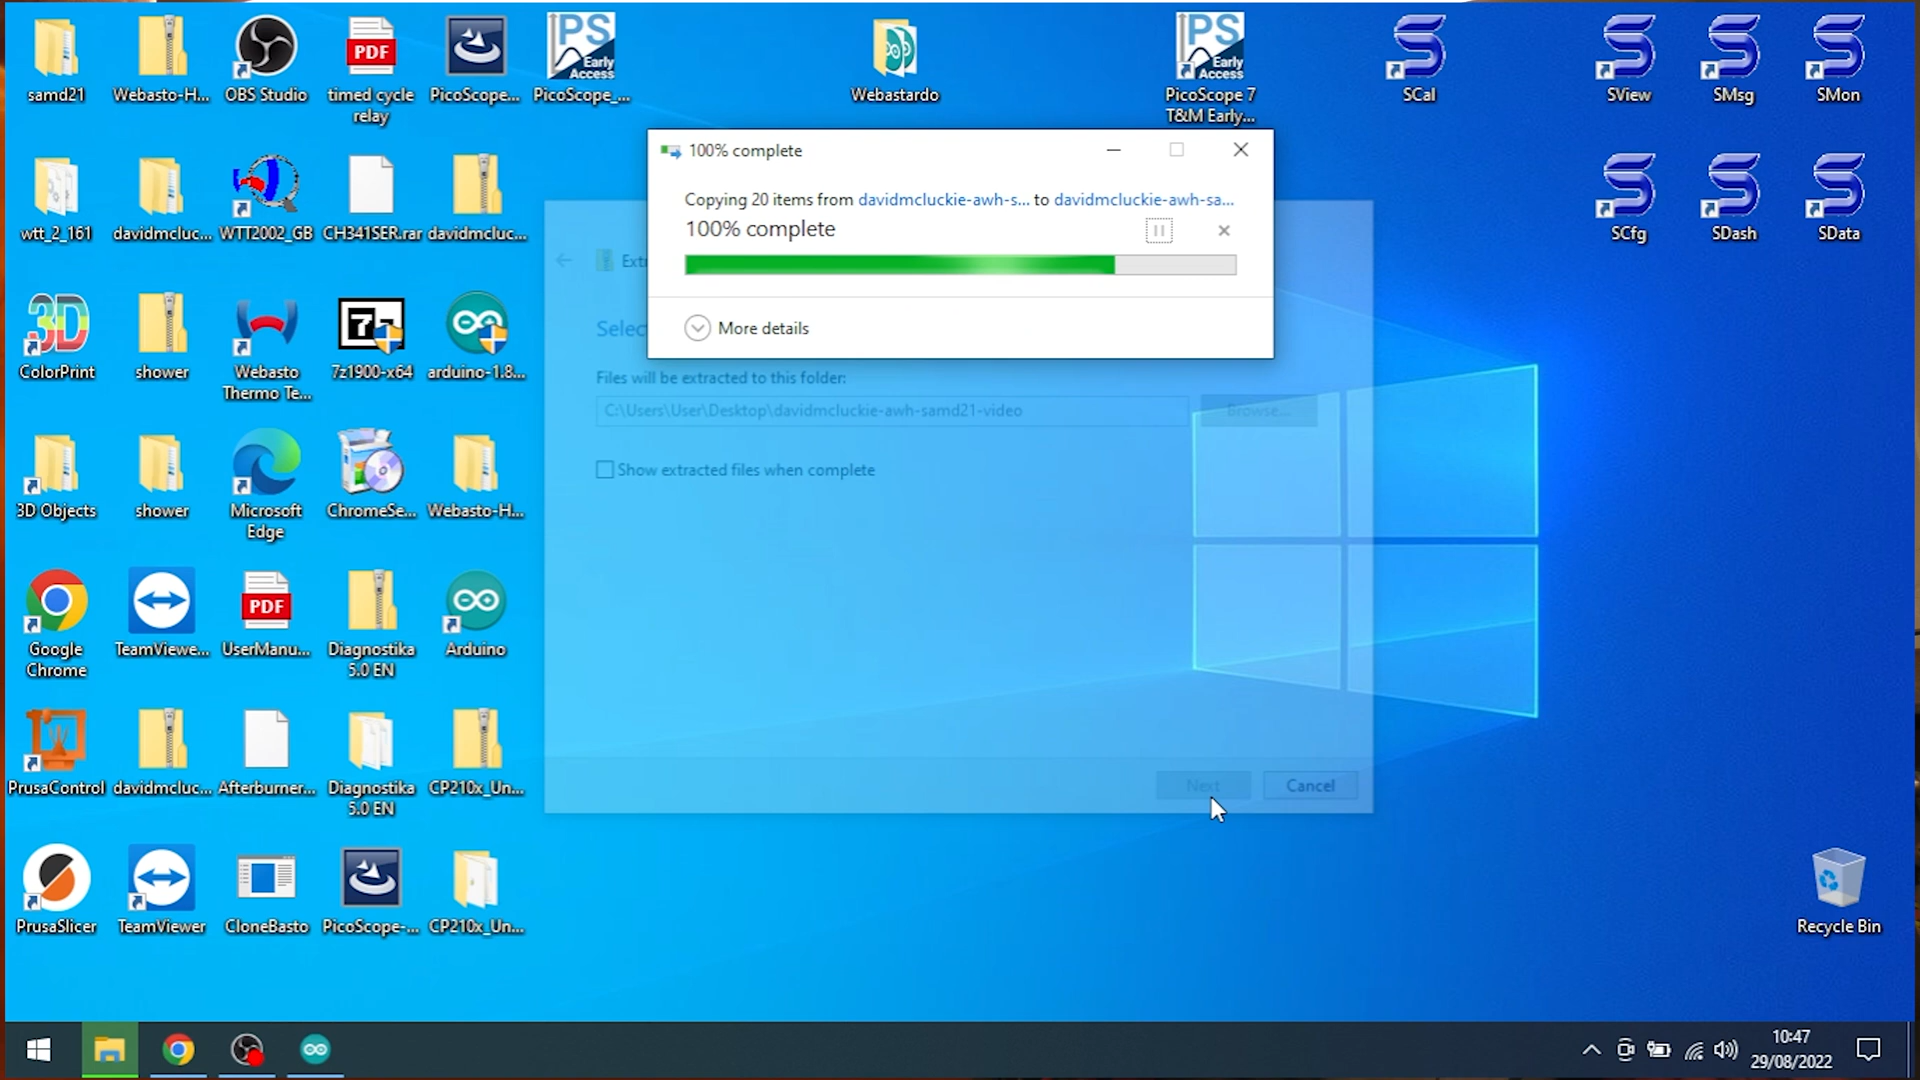 samd21
Webasto-H...
OBS Studio
timed cycle
relay
PicoScope...
PicoScope_...
Webastardo
PicoScope 7
T&M Early...
SCal
SView
SMsg
SMon
PDF
PS
Early
Access
PS
Early
Access
100% complete
Copying 20 items from davidmcluckie-awh-s... to davidmcluckie-awh-sa...
100% complete
More details
wtt_2_161
davidmcluc...
WTT2002_GB
CH341SER.rar
davidmcluc...
SCfg
SDash
SData
Extr
Selec
Files will be extracted to this folder:
C:\Users\User\Desktop\davidmcluckie-awh-samd21-video
Browse...
Show extracted files when complete
Next
Cancel
3D
ColorPrint
shower
Webasto
Thermo Te...
7z1900-x64
arduino-1.8...
3D Objects
shower
Microsoft
Edge
ChromeSe...
Webasto-H...
Google
Chrome
TeamViewe...
PDF
UserManu...
Diagnostika
5.0 EN
Arduino
PrusaControl
davidmcluc...
Afterburner...
Diagnostika
5.0 EN
CP210x_Un...
PrusaSlicer
TeamViewer
CloneBasto
PicoScope-...
CP210x_Un...
Recycle Bin
10:47
29/08/2022